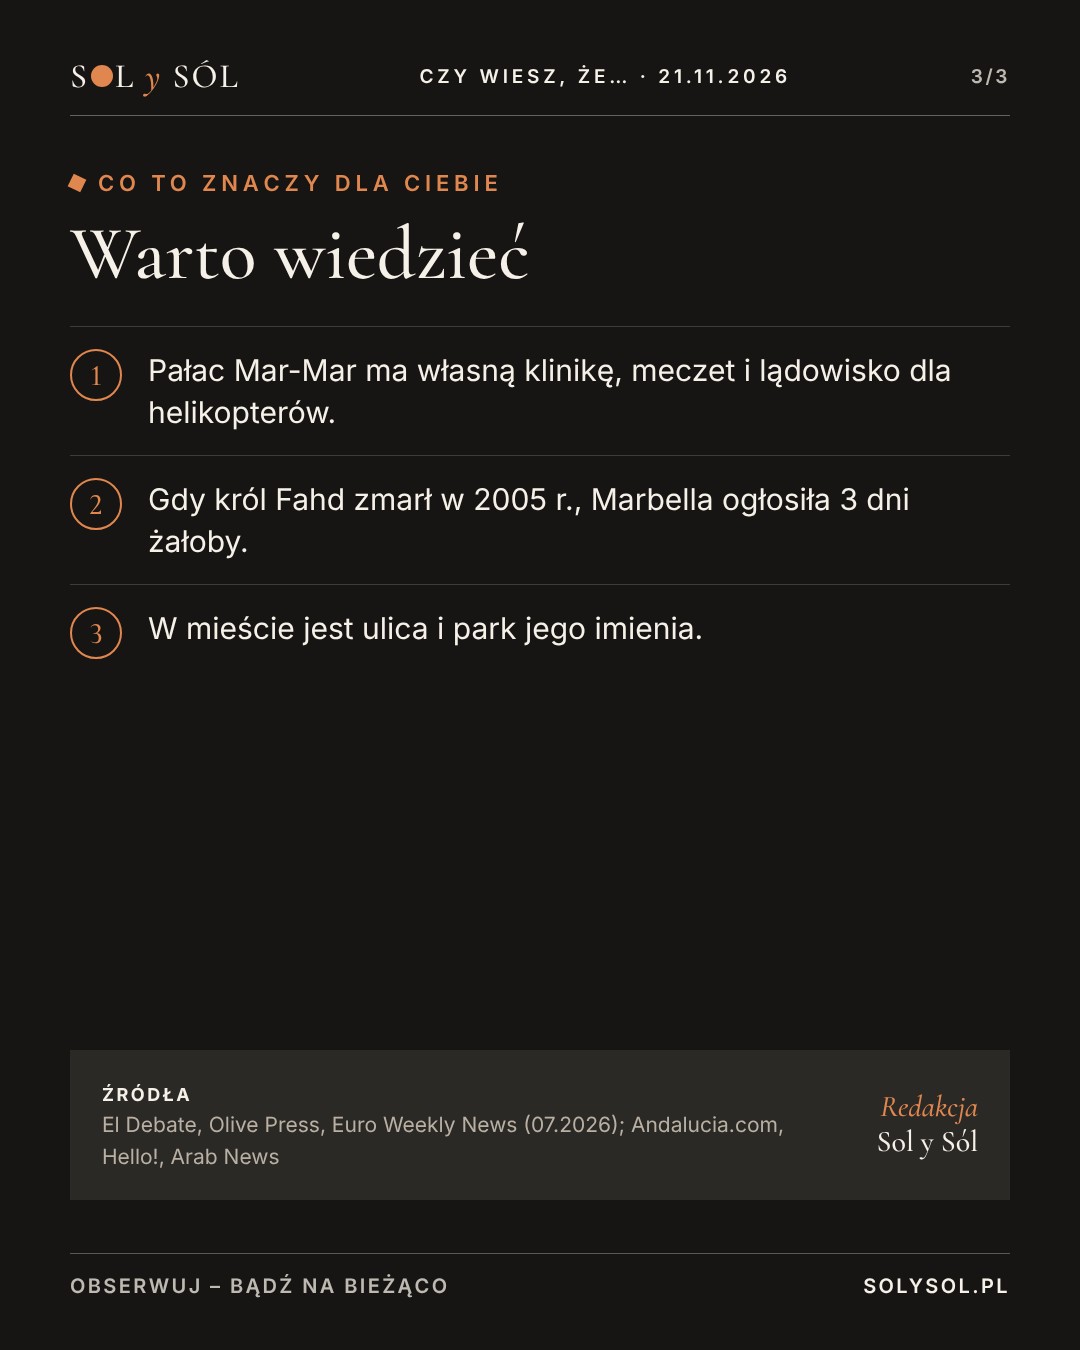 SOL y SÓL
CZY WIESZ, ŻE... · 21.11.2026
3/3
CO TO ZNACZY DLA CIEBIE
Warto wiedzieć
1
Pałac Mar-Mar ma własną klinikę, meczet i lądowisko dla
helikopterów.
2
Gdy król Fahd zmarł w 2005 r., Marbella ogłosiła 3 dni
żałoby.
3
W mieście jest ulica i park jego imienia.
ŹRÓDŁA
El Debate, Olive Press, Euro Weekly News (07.2026); Andalucia.com,
Hello!, Arab News
Redakcja
Sol y Sól
OBSERWUJ – BĄDŹ NA BIEŻĄCO
SOLYSOL.PL